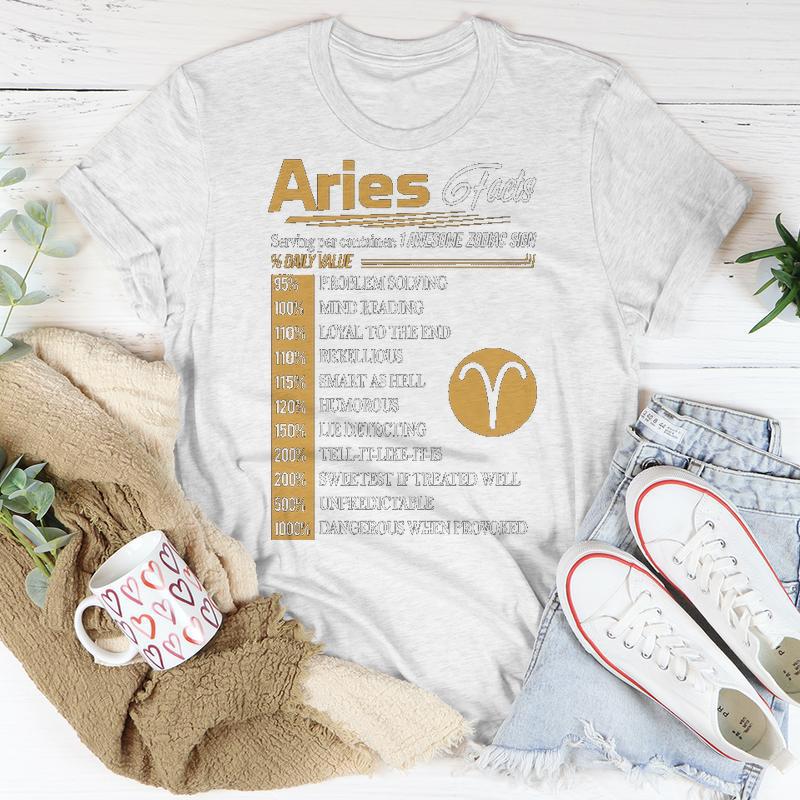 Aries Facts
Serving per container: 1 AWESOME ZODIAC SIGN
% DAILY VALUE
95% PROBLEM SOLVING
100% MIND READING
110% LOYAL TO THE END
110% REBELLIOUS
115% SMART AS HELL
120% HUMOROUS
150% LIE DETECTING
200% TELL-IT-LIKE-IT-IS
200% SWEETEST IF TREATED WELL
500% UNPREDICTABLE
1000% DANGEROUS WHEN PROVOKED